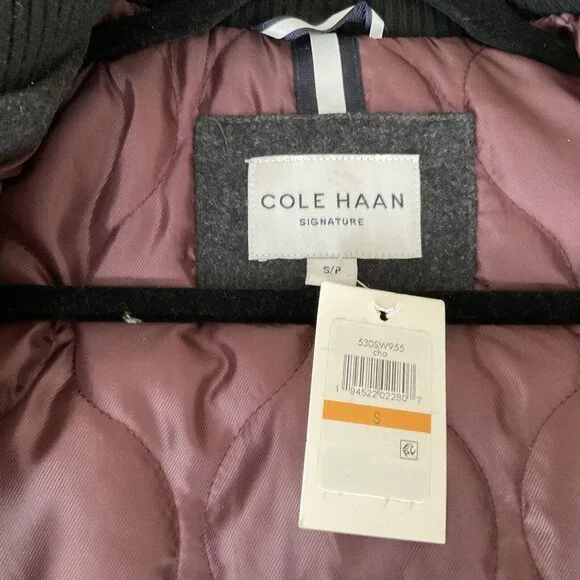 COLE HAAN
SIGNATURE
S/P
530SW955
cha
1 94522 02280 7
S